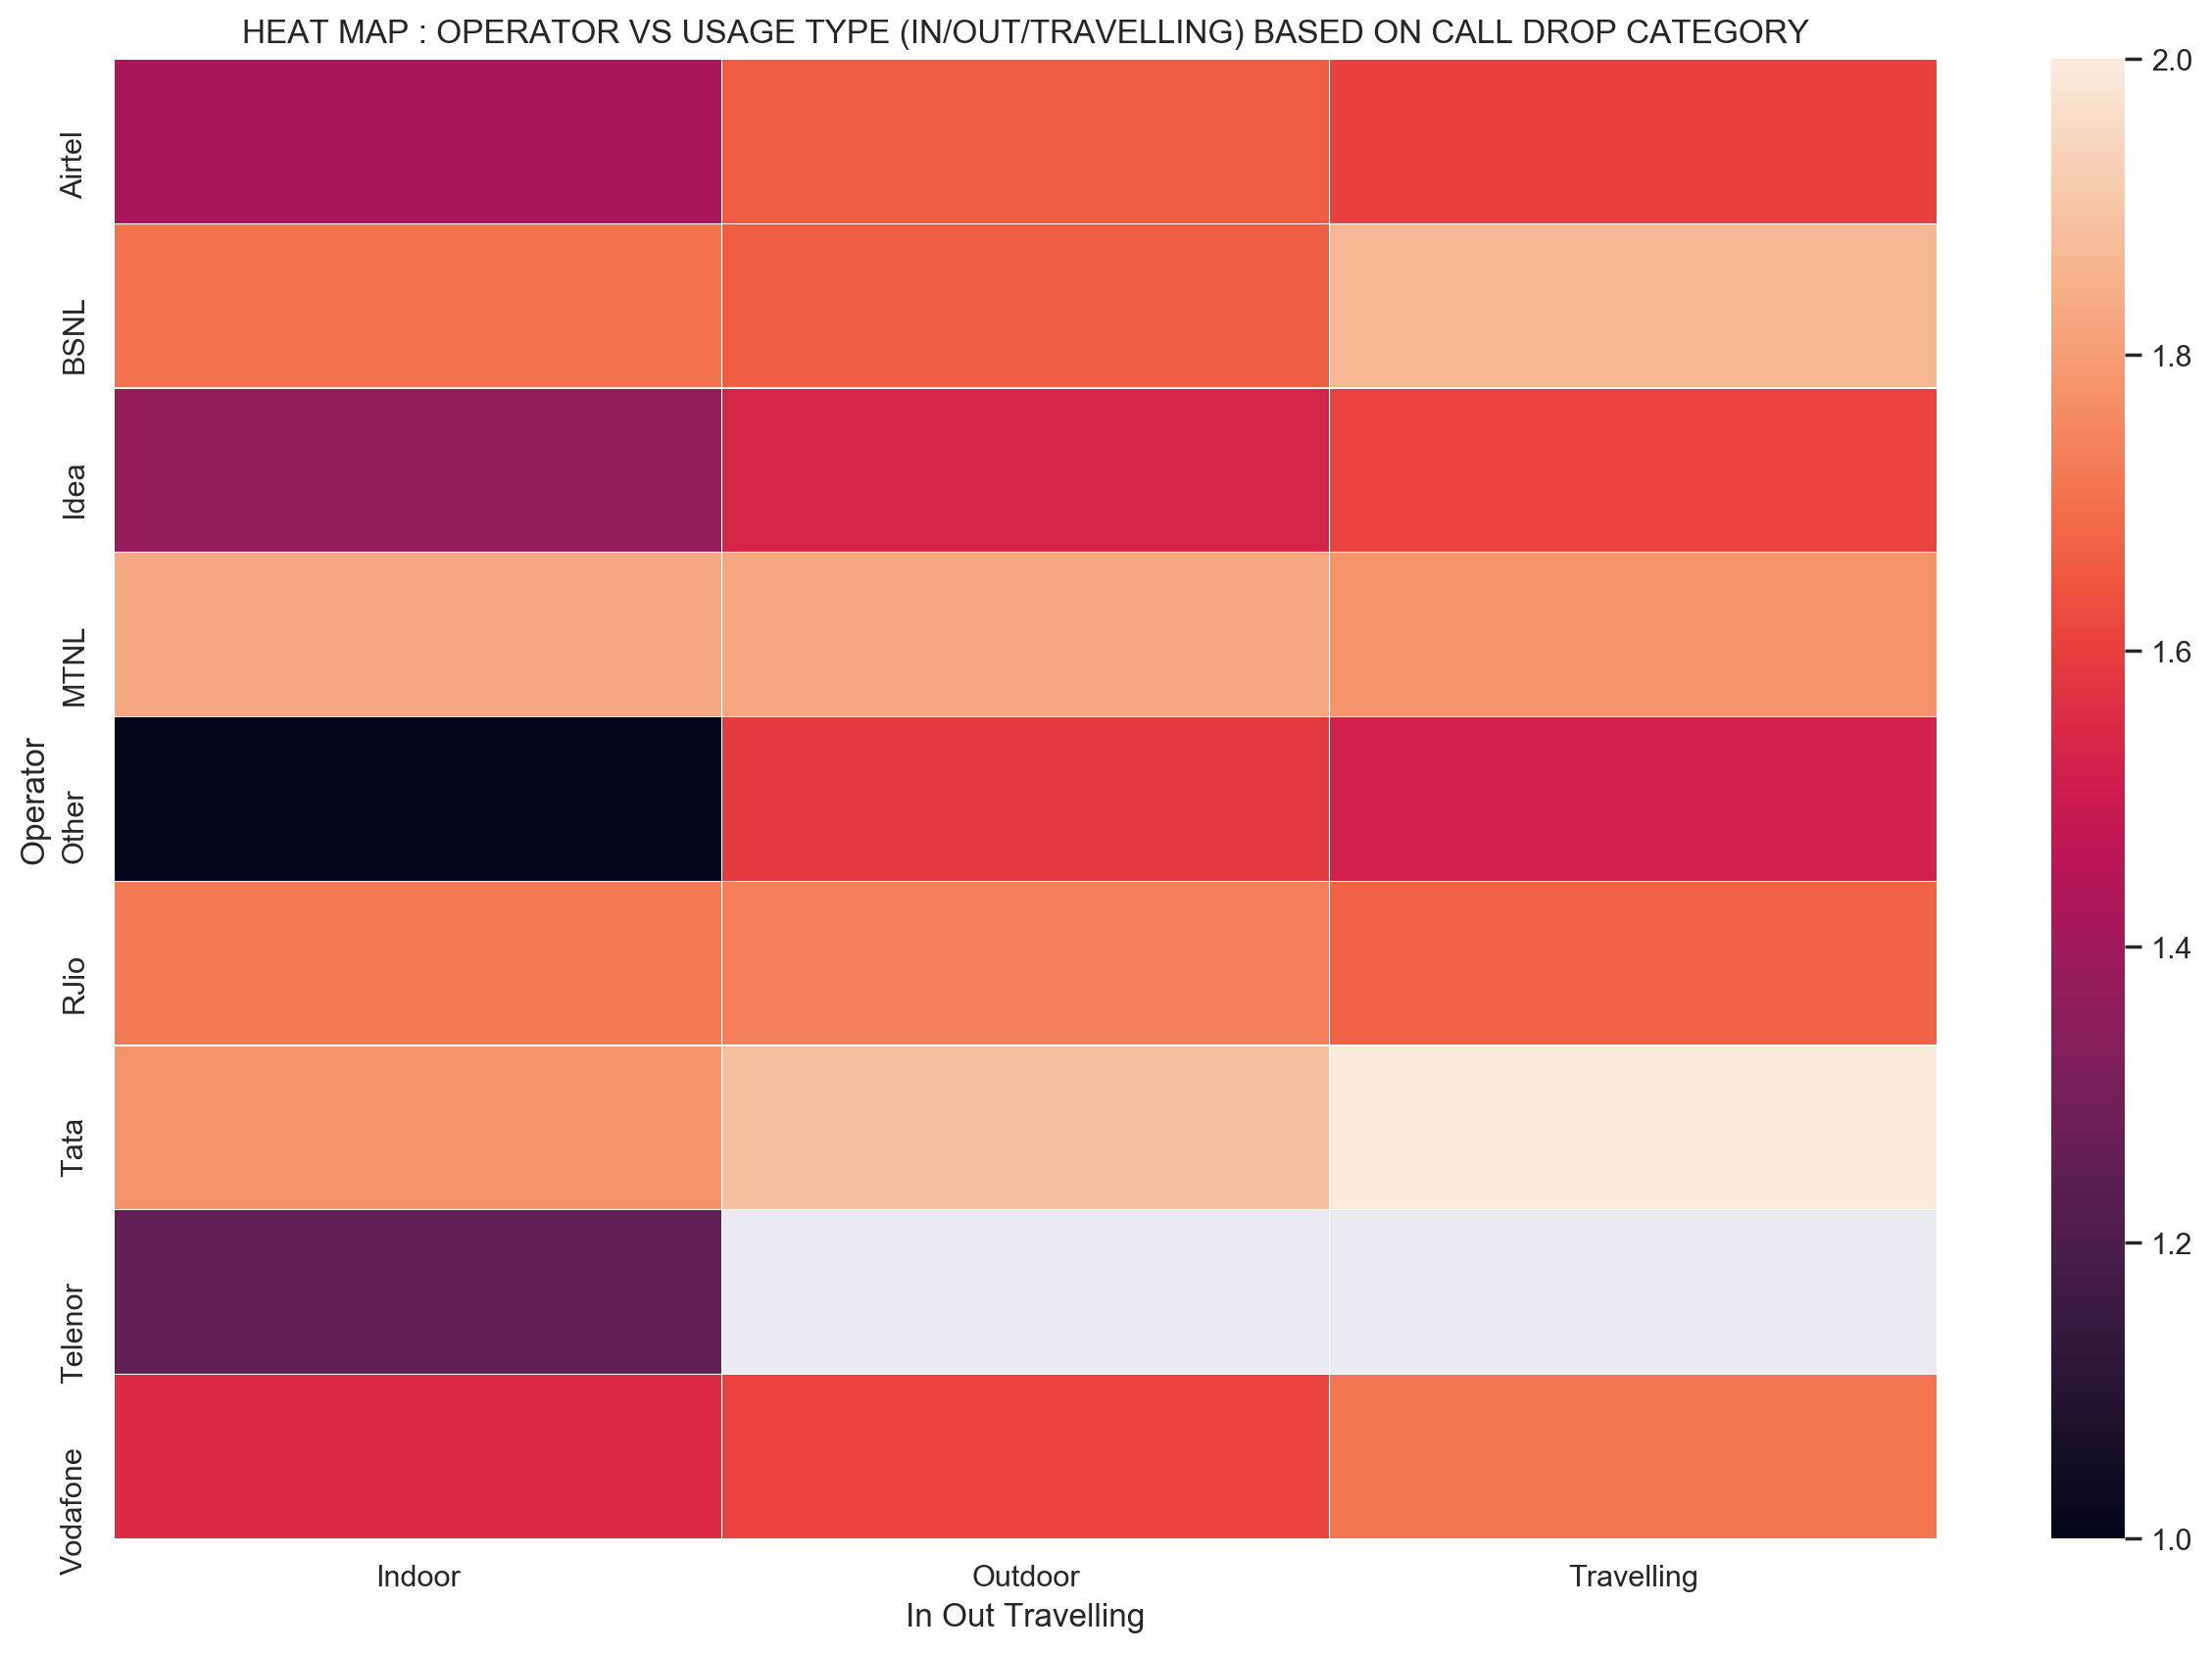 HEAT MAP : OPERATOR VS USAGE TYPE (IN/OUT/TRAVELLING) BASED ON CALL DROP CATEGORY
Operator
Airtel
BSNL
Idea
MTNL
Other
RJio
Tata
Telenor
Vodafone
Indoor
Outdoor
Travelling
In Out Travelling
2.0
1.8
1.6
1.4
1.2
1.0